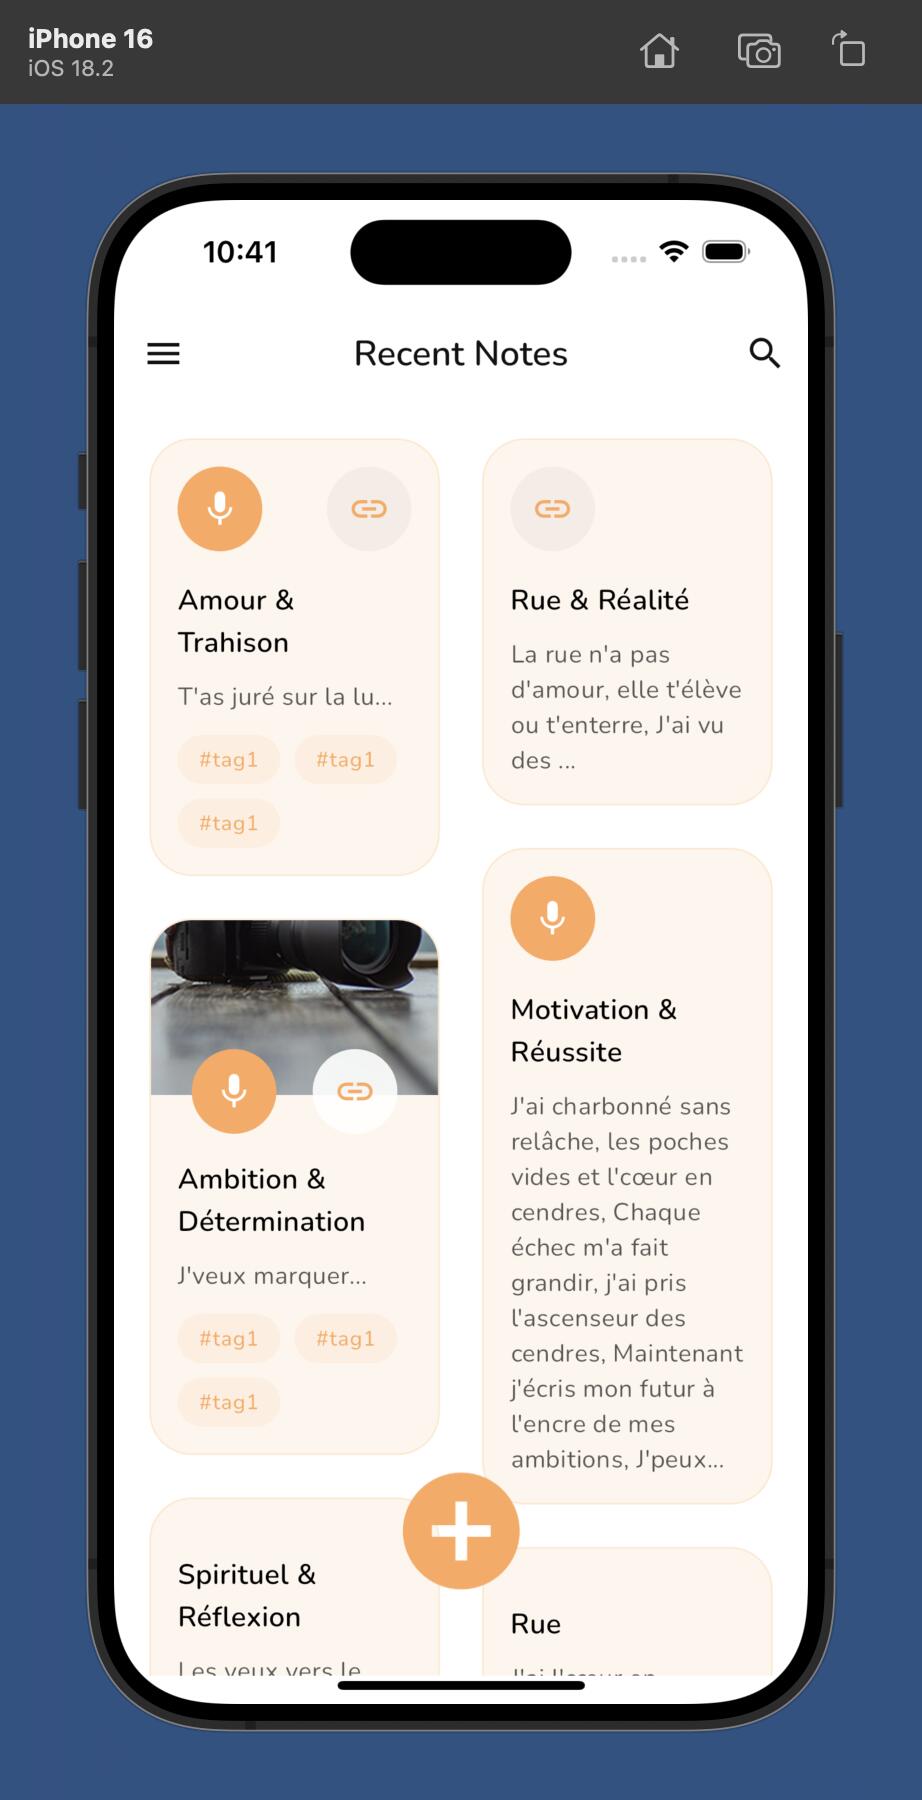 iPhone 16
iOS 18.2
10:41
Recent Notes
Amour &
Trahison
T'as juré sur la lu...
#tag1 #tag1
#tag1
Ambition &
Détermination
J'veux marquer...
#tag1 #tag1
#tag1
Spirituel &
Réflexion
Les yeux vers le
Rue & Réalité
La rue n'a pas
d'amour, elle t'élève
ou t'enterre, J'ai vu
des ...
Motivation &
Réussite
J'ai charbonné sans
relâche, les poches
vides et l'cœur en
cendres, Chaque
échec m'a fait
grandir, j'ai pris
l'ascenseur des
cendres, Maintenant
j'écris mon futur à
l'encre de mes
ambitions, J'peux...
Rue
J'ai l'cœur en